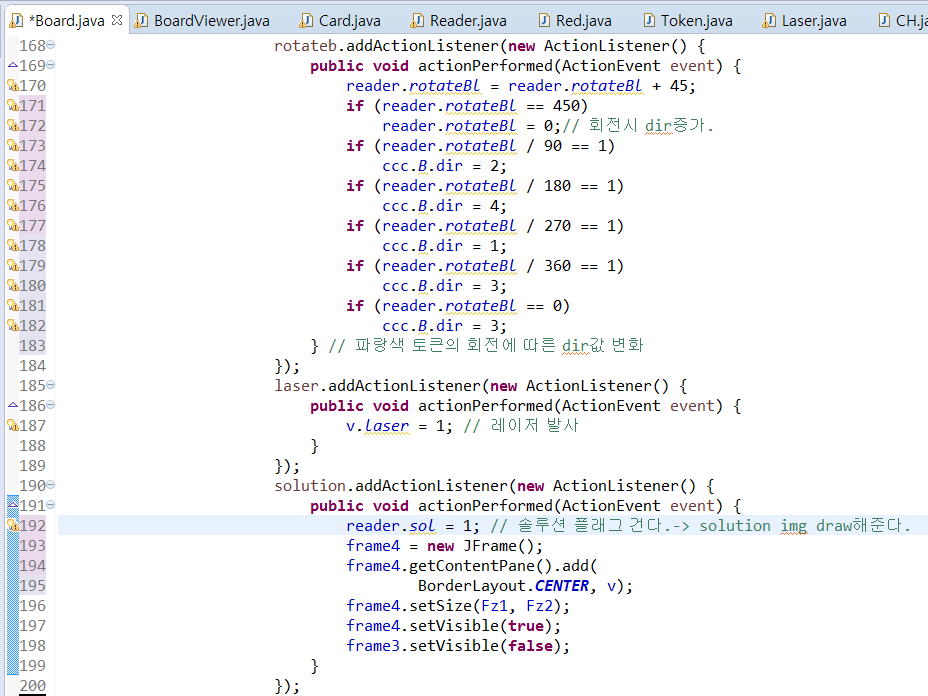 *Board.java BoardViewer.java Card.java Reader.java Red.java Token.java Laser.java CH.ja
168 rotateb.addActionListener(new ActionListener() {
169 public void actionPerformed(ActionEvent event) {
170 reader.rotateBl = reader.rotateBl + 45;
171 if (reader.rotateBl == 450)
172 reader.rotateBl = 0;// 회전시 dir증가.
173 if (reader.rotateBl / 90 == 1)
174 ccc.B.dir = 2;
175 if (reader.rotateBl / 180 == 1)
176 ccc.B.dir = 4;
177 if (reader.rotateBl / 270 == 1)
178 ccc.B.dir = 1;
179 if (reader.rotateBl / 360 == 1)
180 ccc.B.dir = 3;
181 if (reader.rotateBl == 0)
182 ccc.B.dir = 3;
183 } // 파랑색 토큰의 회전에 따른 dir값 변화
184 });
185 laser.addActionListener(new ActionListener() {
186 public void actionPerformed(ActionEvent event) {
187 v.laser = 1; // 레이저 발사
188 }
189 });
190 solution.addActionListener(new ActionListener() {
191 public void actionPerformed(ActionEvent event) {
192 reader.sol = 1; // 솔루션 플래그 건다.-> solution img draw해준다.
193 frame4 = new JFrame();
194 frame4.getContentPane().add(
195 BorderLayout.CENTER, v);
196 frame4.setSize(Fz1, Fz2);
197 frame4.setVisible(true);
198 frame3.setVisible(false);
199 }
200 });